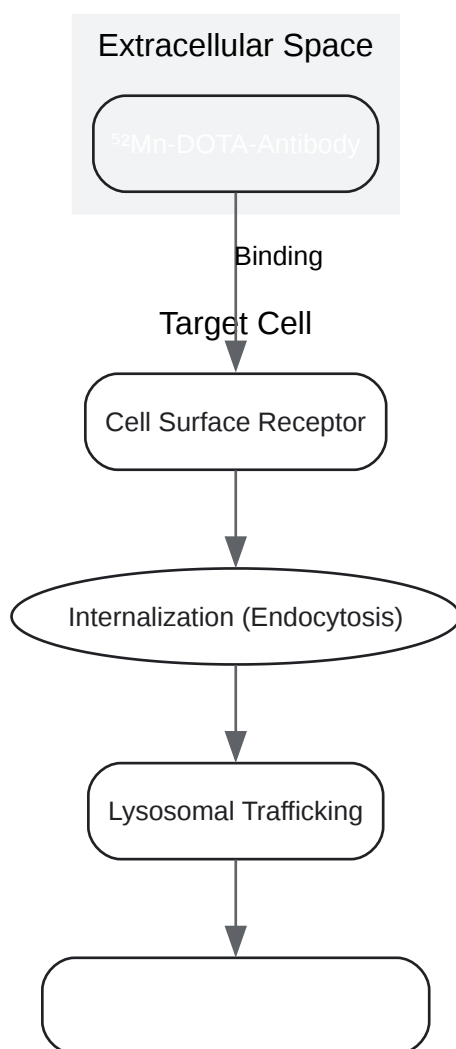 Extracellular Space
⁵²Mn-DOTA-Antibody
Binding
Target Cell
Cell Surface Receptor
Internalization (Endocytosis)
Lysosomal Trafficking